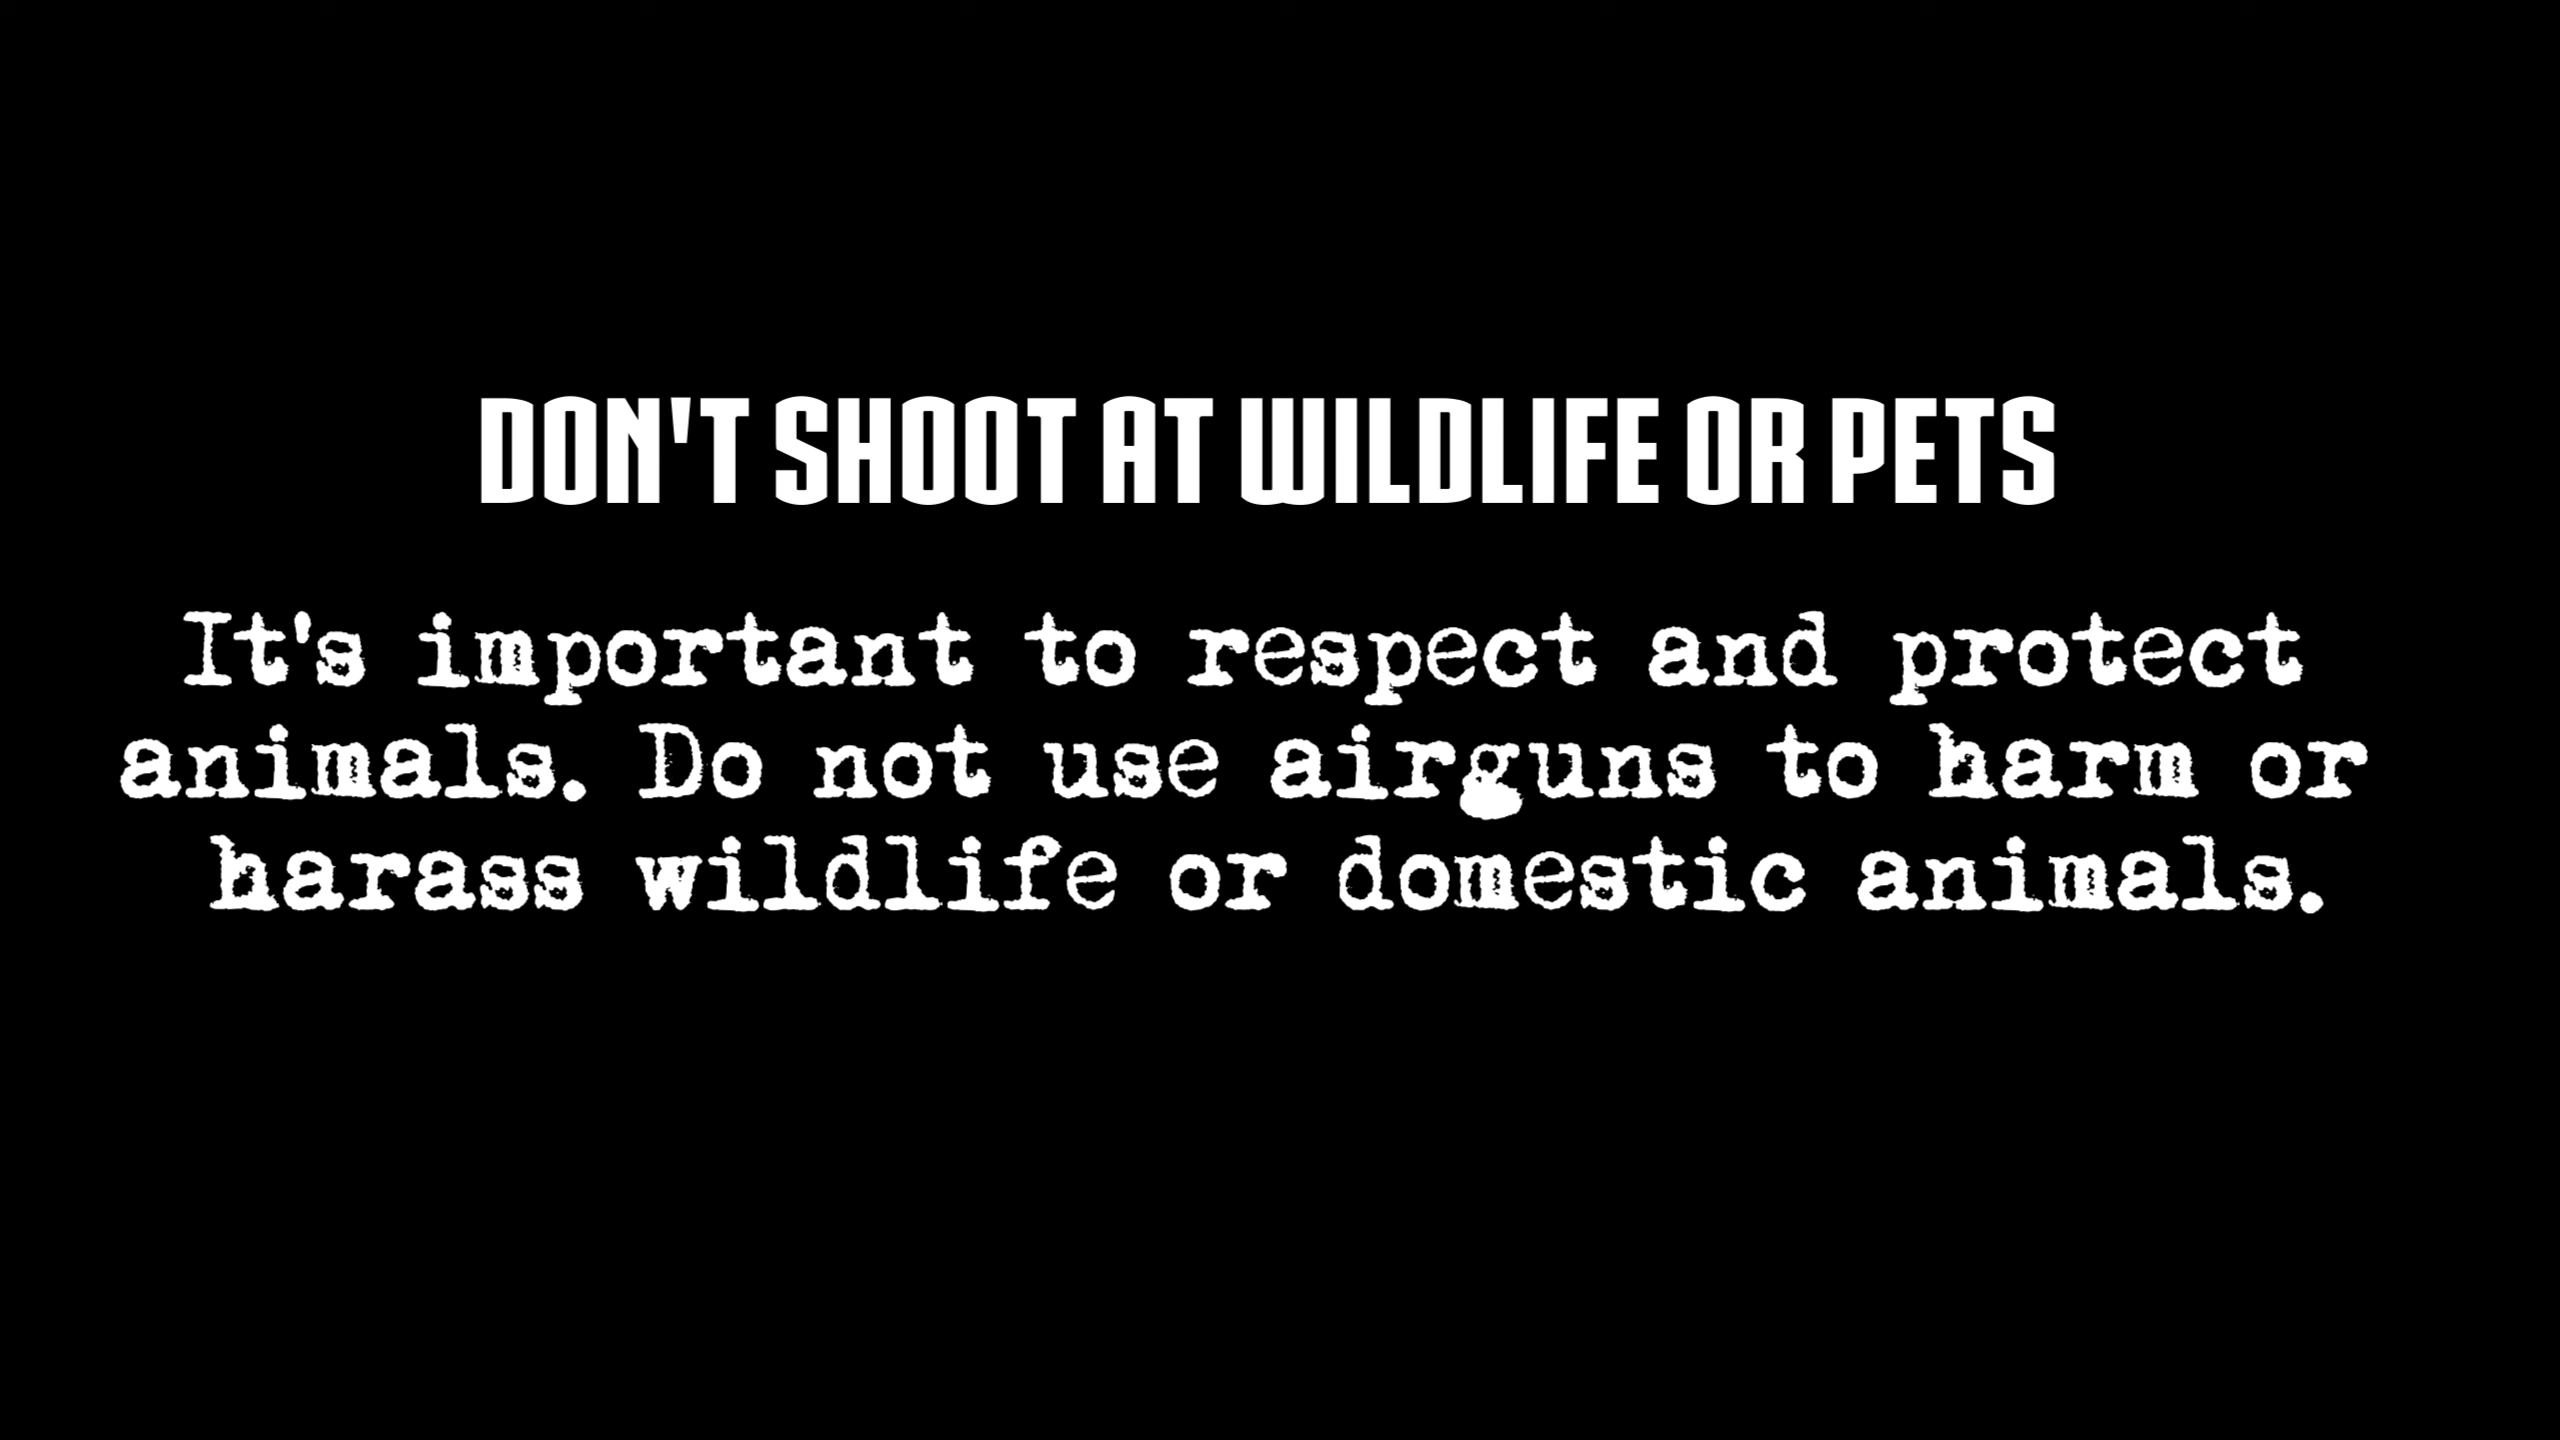 DON'T SHOOT AT WILDLIFE OR PETS
It's important to respect and protect
animals. Do not use airguns to harm or
harass wildlife or domestic animals.